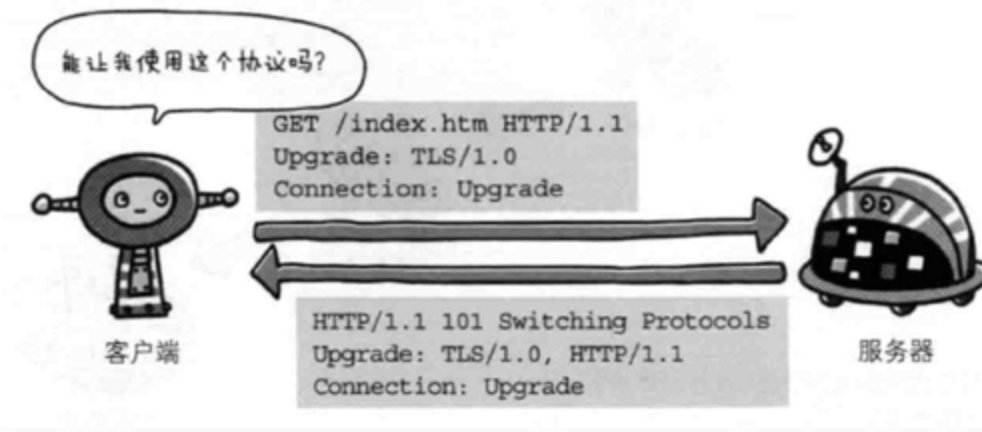 能让我使用这个协议吗?
GET /index.htm HTTP/1.1
Upgrade: TLS/1.0
Connection: Upgrade
HTTP/1.1 101 Switching Protocols
Upgrade: TLS/1.0, HTTP/1.1
Connection: Upgrade
客户端
服务器